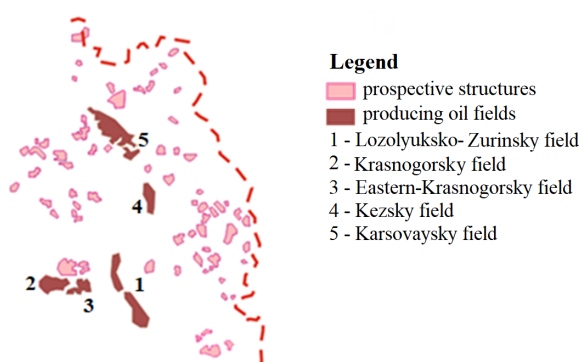 Legend
prospective structures
producing oil fields
1 - Lozolyuksko-Zurinsky field
2 - Krasnogorsky field
3 - Eastern-Krasnogorsky field
4 - Kezsky field
5 - Karsovaysky field
5
4
2
3
1